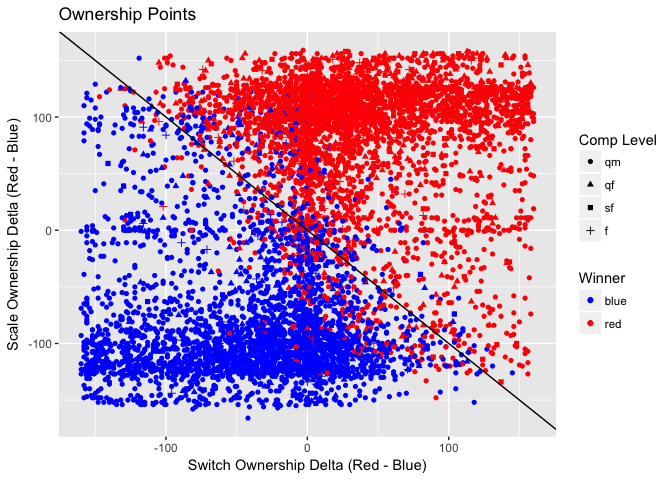 Ownership Points
Scale Ownership Detla (Red - Blue)
100
0
-100
-100
0
100
Switch Ownership Delta (Red - Blue)
Comp Level
qm
qf
sf
f
Winner
blue
red